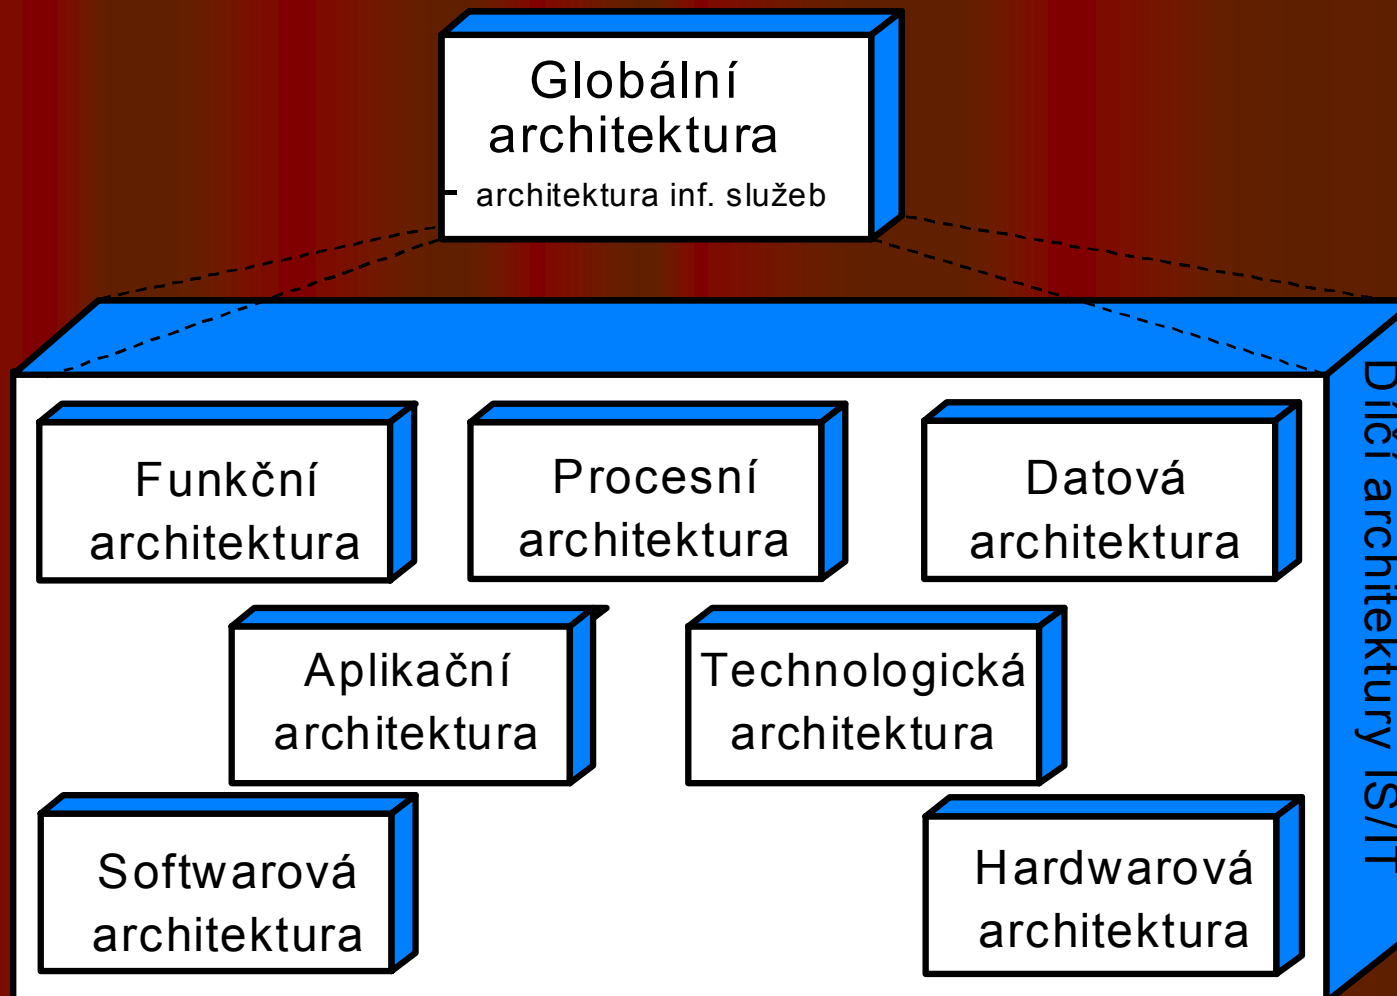 Globální
architektura
- architektura inf. služeb
Funkční
architektura
Procesní
architektura
Datová
architektura
Aplikační
architektura
Technologická
architektura
Softwarová
architektura
Hardwarová
architektura
Dílčí architektury IS/IT